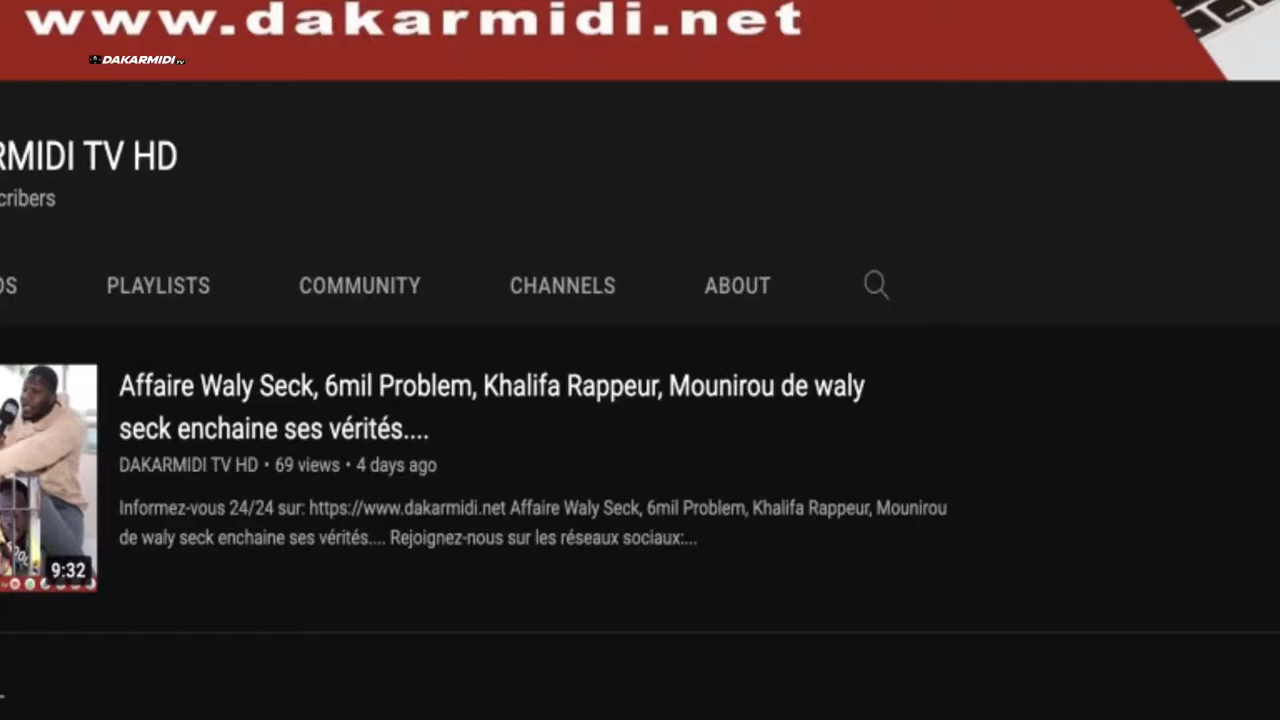 www.dakarmidi.net
DAKARMIDI TV
RMIDI TV HD
cribers
OS PLAYLISTS COMMUNITY CHANNELS ABOUT
Affaire Waly Seck, 6mil Problem, Khalifa Rappeur, Mounirou de waly
seck enchaine ses vérités....
DAKARMIDI TV HD • 69 views • 4 days ago
Informez-vous 24/24 sur: https://www.dakarmidi.net Affaire Waly Seck, 6mil Problem, Khalifa Rappeur, Mounirou
de waly seck enchaine ses vérités.... Rejoignez-nous sur les réseaux sociaux:...
9:32